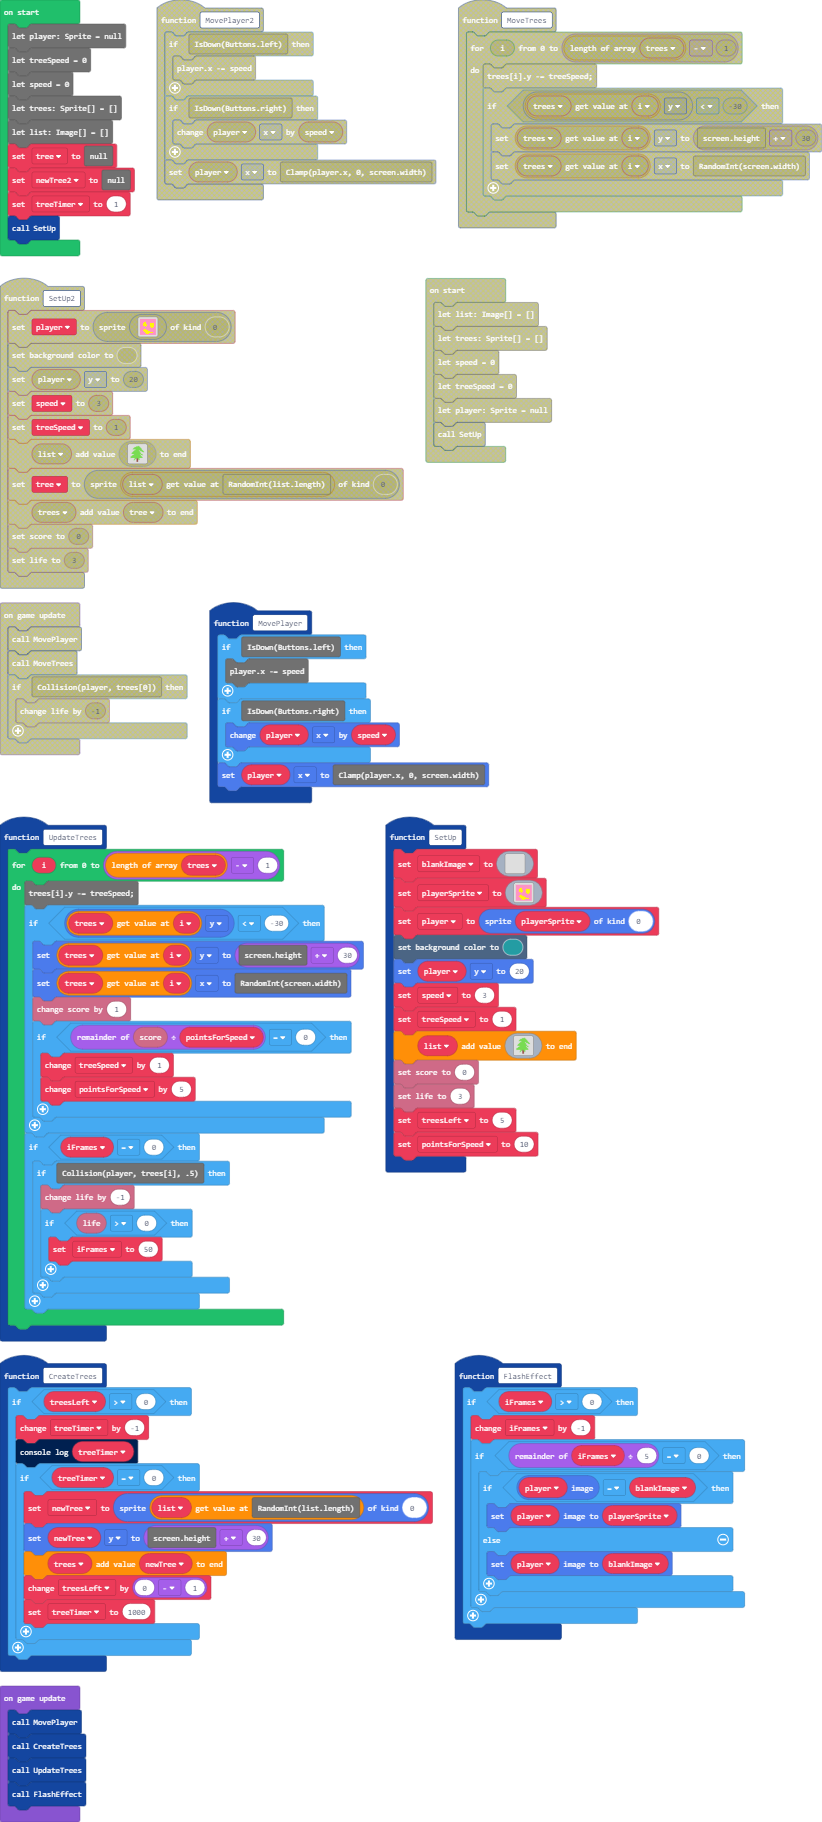 on start
let player: Sprite = null
let treeSpeed = 0
let speed = 0
let trees: Sprite[] = []
let list: Image[] = []
set tree to null
set newTree2 to null
set treeTimer to 1
call SetUp
function MovePlayer2
if IsDown(Buttons.left) then
player.x -= speed
if IsDown(Buttons.right) then
change player x by speed
set player x to Clamp(player.x, 0, screen.width)
function MoveTrees
for i from 0 to length of array trees - 1
do
trees[i].y -= treeSpeed;
if trees get value at i y < -30 then
set trees get value at i y to screen.height + 30
set trees get value at i x to RandomInt(screen.width)
function SetUp2
set player to sprite of kind 0
set background color to
set player y to 20
set speed to 3
set treeSpeed to 1
list add value to end
set tree to sprite list get value at RandomInt(list.length) of kind 0
trees add value tree to end
set score to 0
set life to 3
on start
let list: Image[] = []
let trees: Sprite[] = []
let speed = 0
let treeSpeed = 0
let player: Sprite = null
call SetUp
on game update
call MovePlayer
call MoveTrees
if Collision(player, trees[0]) then
change life by -1
function MovePlayer
if IsDown(Buttons.left) then
player.x -= speed
if IsDown(Buttons.right) then
change player x by speed
set player x to Clamp(player.x, 0, screen.width)
function UpdateTrees
for i from 0 to length of array trees - 1
do
trees[i].y -= treeSpeed;
if trees get value at i y < -30 then
set trees get value at i y to screen.height + 30
set trees get value at i x to RandomInt(screen.width)
change score by 1
if remainder of score ÷ pointsForSpeed = 0 then
change treeSpeed by 1
change pointsForSpeed by 5
if iFrames = 0 then
if Collision(player, trees[i], .5) then
change life by -1
if life > 0 then
set iFrames to 50
function SetUp
set blankImage to
set playerSprite to
set player to sprite playerSprite of kind 0
set background color to
set player y to 20
set speed to 3
set treeSpeed to 1
list add value to end
set score to 0
set life to 3
set treesLeft to 5
set pointsForSpeed to 10
function CreateTrees
if treesLeft > 0 then
change treeTimer by -1
console log treeTimer
if treeTimer = 0 then
set newTree to sprite list get value at RandomInt(list.length) of kind 0
set newTree y to screen.height + 30
trees add value newTree to end
change treesLeft by 0 - 1
set treeTimer to 1000
function FlashEffect
if iFrames > 0 then
change iFrames by -1
if remainder of iFrames ÷ 5 = 0 then
if player image = blankImage then
set player image to playerSprite
else
set player image to blankImage
on game update
call MovePlayer
call CreateTrees
call UpdateTrees
call FlashEffect